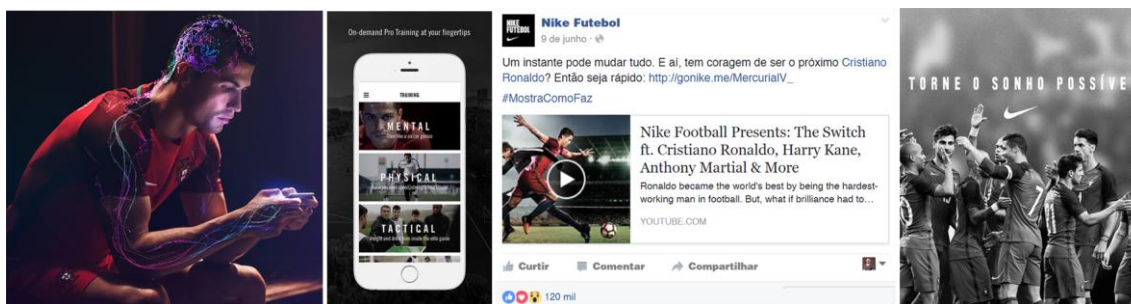 On-demand Pro Training at your fingertips
TRAINING
MENTAL
PHYSICAL
TACTICAL
NIKE
FUTEBOL
Nike Futebol
9 de junho ·
Um instante pode mudar tudo. E aí, tem coragem de ser o próximo Cristiano
Ronaldo? Então seja rápido: http://gonike.me/MercurialV_
#MostraComoFaz
Nike Football Presents: The Switch
ft. Cristiano Ronaldo, Harry Kane,
Anthony Martial & More
Ronaldo became the world's best by being the hardest-
working man in football. But, what if brilliance had to…
YOUTUBE.COM
Curtir Comentar Compartilhar
120 mil
TORNE O SONHO POSSÍVE
7